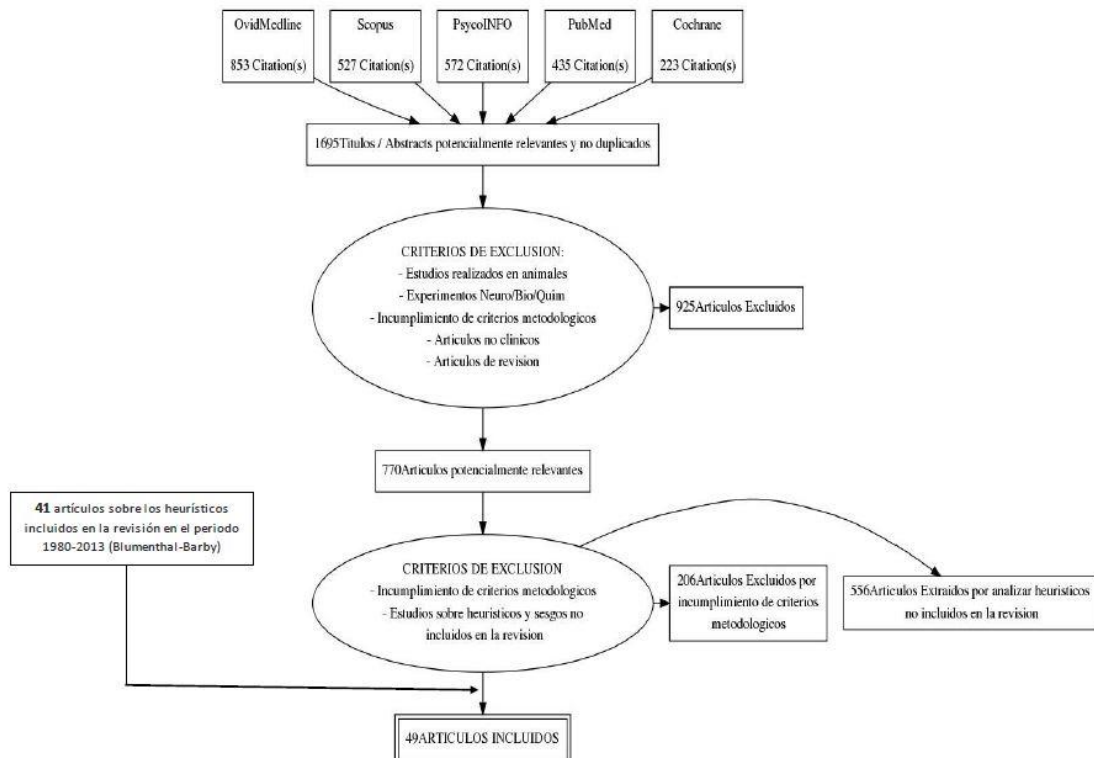 OvidMedline
853 Citation(s)
Scopus
527 Citation(s)
PsycoINFO
572 Citation(s)
PubMed
435 Citation(s)
Cochrane
223 Citation(s)
1695Titulos / Abstracts potencialmente relevantes y no duplicados
CRITERIOS DE EXCLUSION:
- Estudios realizados en animales
- Experimentos Neuro/Bio/Quim
- Incumplimiento de criterios metodologicos
- Articulos no clinicos
- Articulos de revision
925Articulos Excluidos
770Articulos potencialmente relevantes
41 artículos sobre los heurísticos
incluidos en la revisión en el periodo
1980-2013 (Blumenthal-Barby)
CRITERIOS DE EXCLUSION
- Incumplimiento de criterios metodologicos
- Estudios sobre heuristicos y sesgos no
incluidos en la revision
206Articulos Excluidos por
incumplimiento de criterios
metodologicos
556Articulos Extraidos por analizar heuristicos
no incluidos en la revision
49ARTICULOS INCLUIDOS